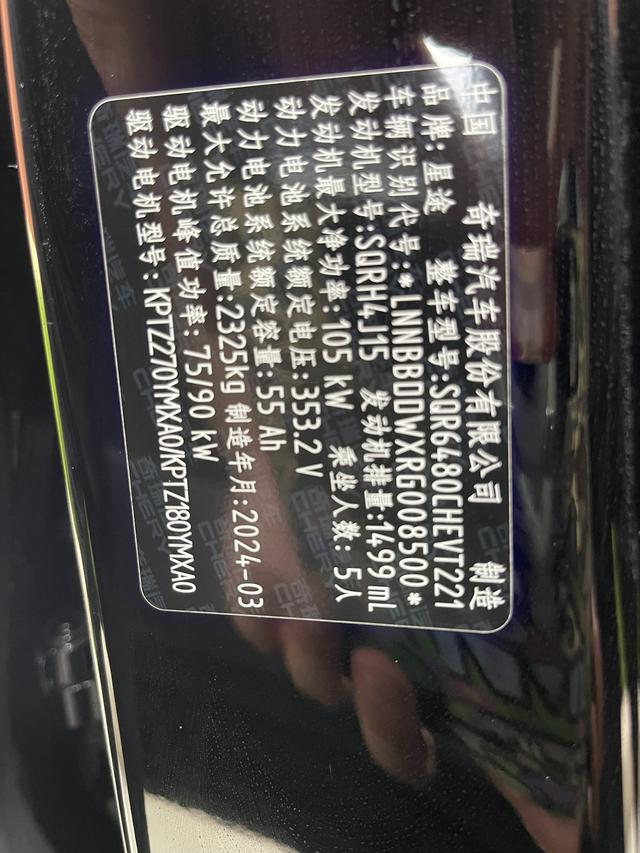 中国 奇瑞汽车股份有限公司 制造
品牌:星途 整车型号:SQR6480CHEVT221
车辆识别代号:*LNNBBDDWXRG008500*
发动机型号:SQRH4J15 发动机排量:1499 mL
发动机最大净功率:105 kW 乘坐人数:5人
动力电池系统额定电压:353.2 V
动力电池系统额定容量:55 Ah
最大允许总质量:2325kg 制造年月:2024-03
驱动电机峰值功率:75/90 kW
驱动电机型号:KPTZ270YMXA0/KPTZ180YMXA0